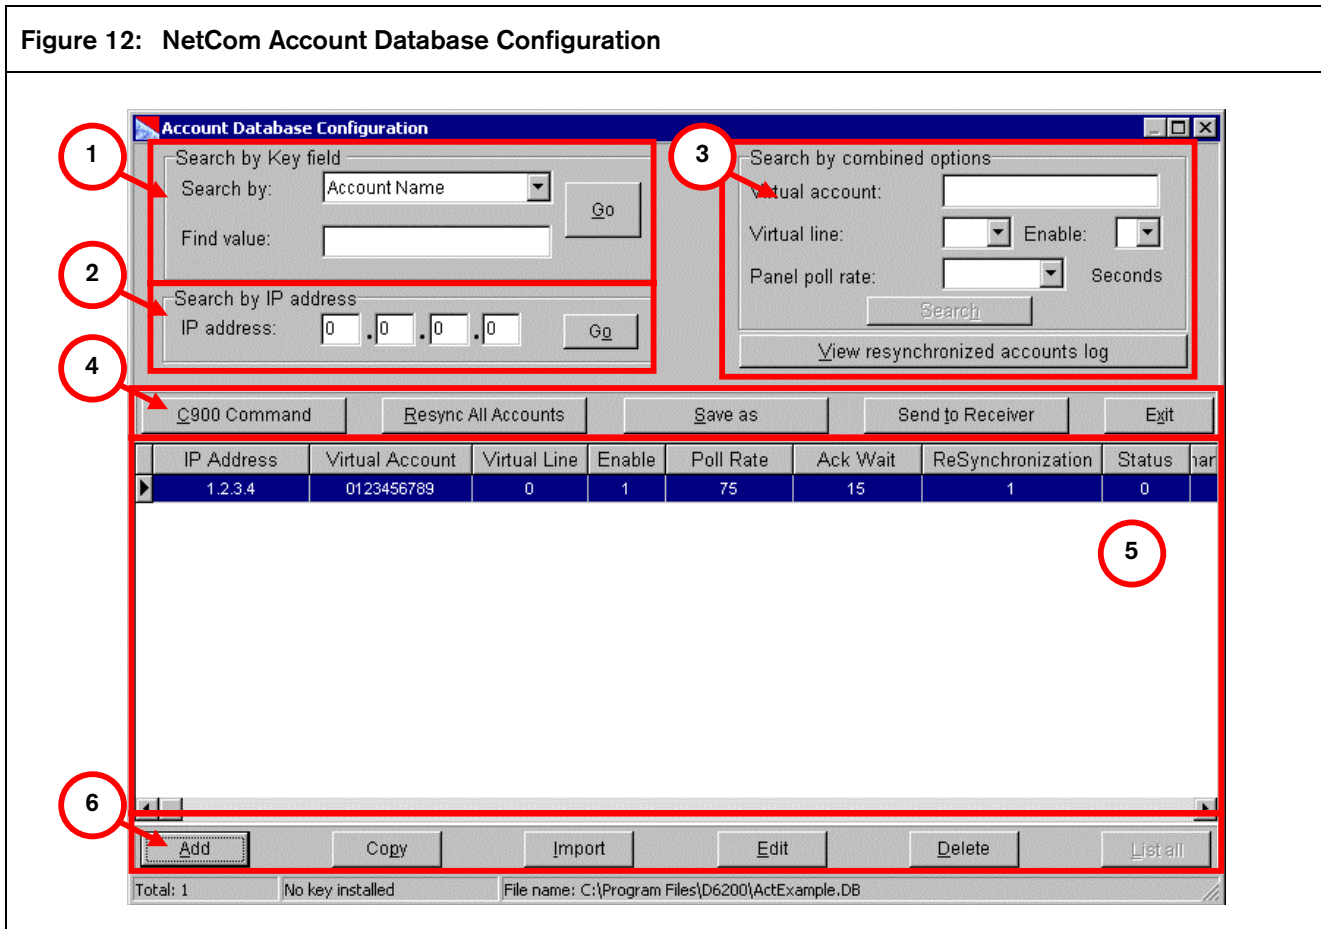 Figure 12: NetCom Account Database Configuration
Account Database Configuration
1
Search by Key field
Search by:
Account Name
Go
Find value:
2
Search by IP address
IP address:
0 . 0 . 0 . 0
Go
3
Search by combined options
Virtual account:
Virtual line:
Enable:
Panel poll rate:
Seconds
Search
View resynchronized accounts log
4
C900 Command
Resync All Accounts
Save as
Send to Receiver
Exit
IP Address Virtual Account Virtual Line Enable Poll Rate Ack Wait ReSynchronization Status
1.2.3.4 0123456789 0 1 75 15 1 0
5
6
Add
Copy
Import
Edit
Delete
List all
Total: 1
No key installed
File name: C:\Program Files\D6200\ActExample.DB